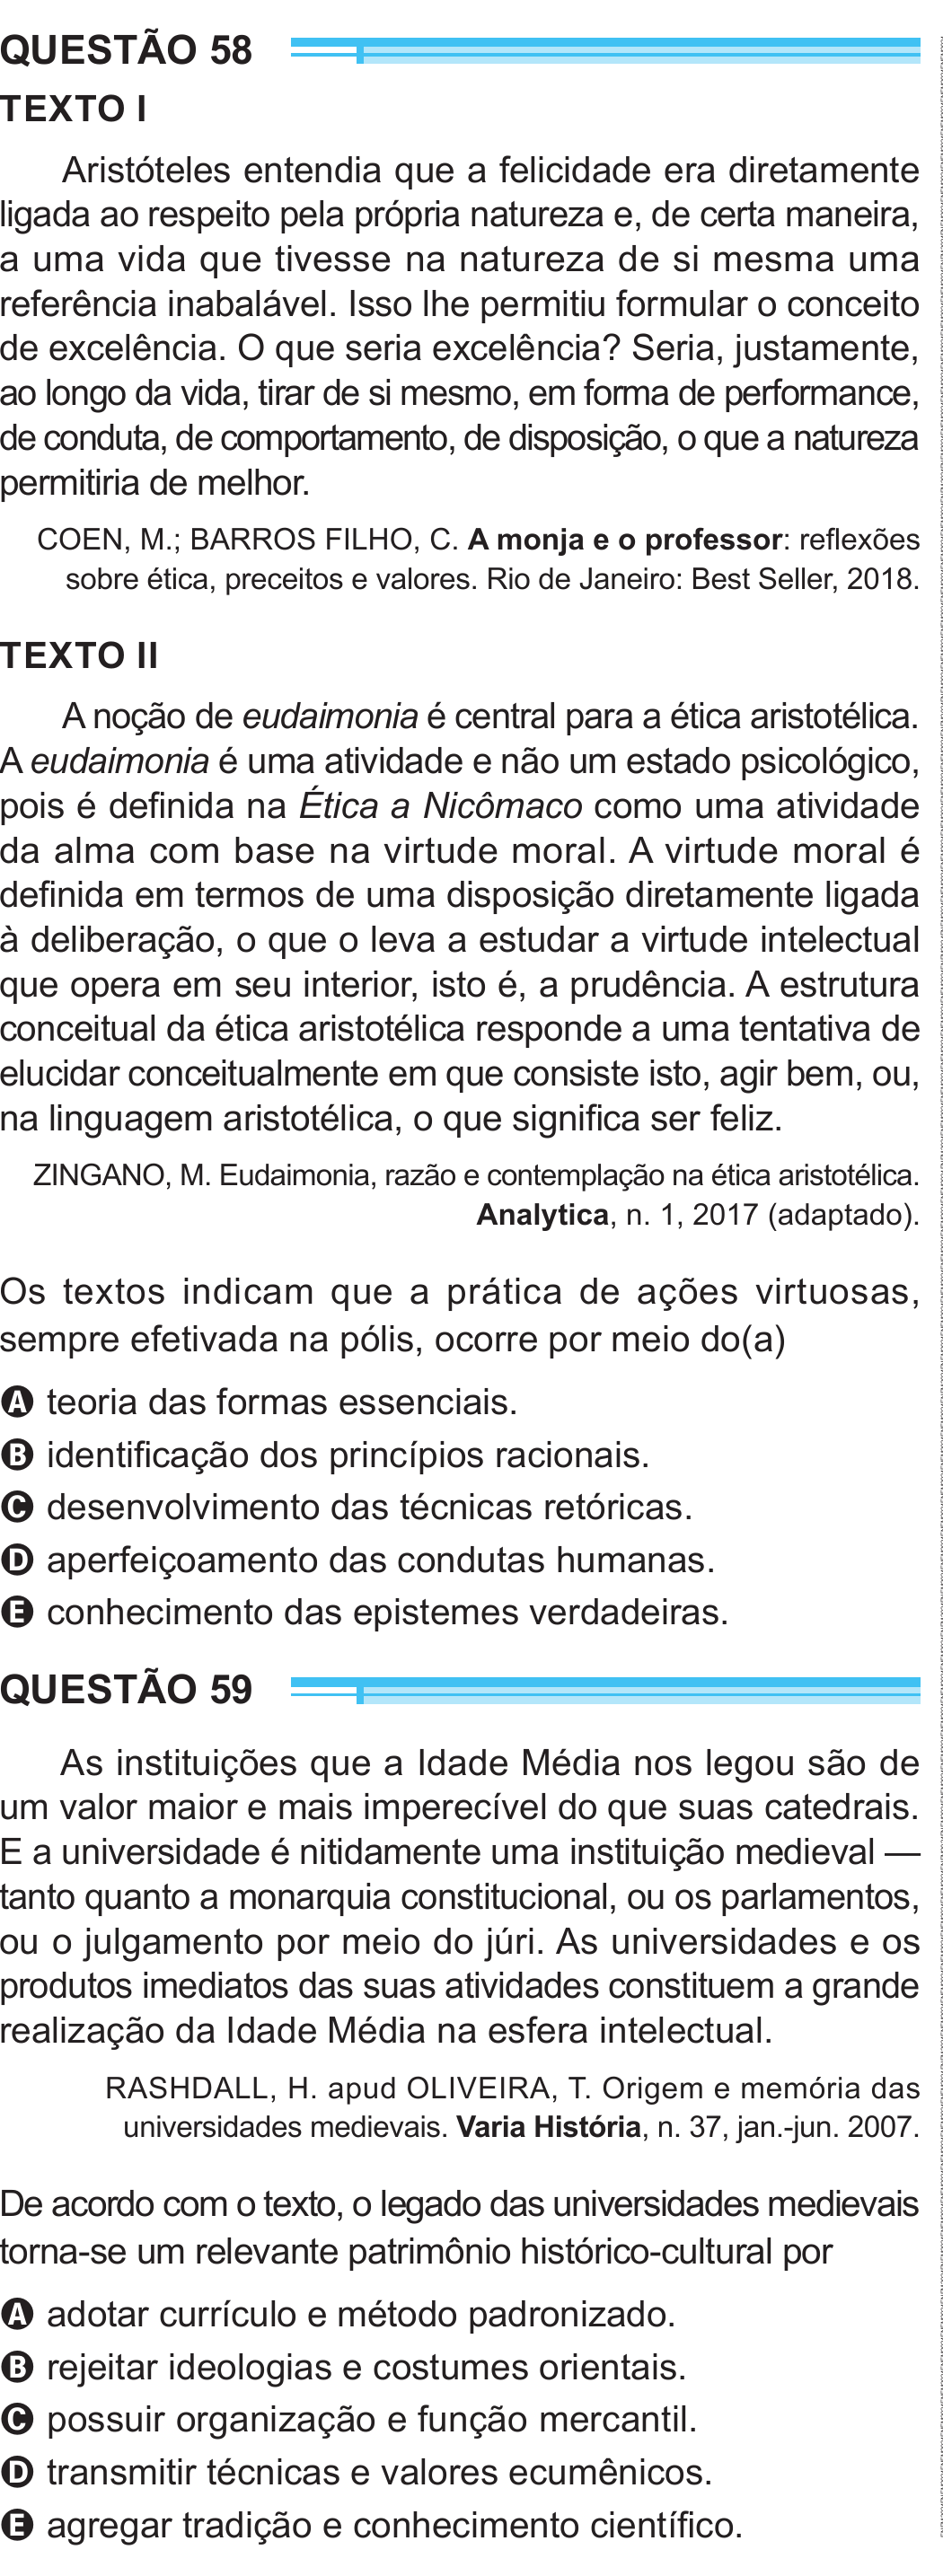 QUESTÃO 58
TEXTO I
Aristóteles entendia que a felicidade era diretamente
ligada ao respeito pela própria natureza e, de certa maneira,
a uma vida que tivesse na natureza de si mesma uma
referência inabalável. Isso lhe permitiu formular o conceito
de excelência. O que seria excelência? Seria, justamente,
ao longo da vida, tirar de si mesmo, em forma de performance,
de conduta, de comportamento, de disposição, o que a natureza
permitiria de melhor.
COEN, M.; BARROS FILHO, C. A monja e o professor: reflexões
sobre ética, preceitos e valores. Rio de Janeiro: Best Seller, 2018.
TEXTO II
A noção de eudaimonia é central para a ética aristotélica.
A eudaimonia é uma atividade e não um estado psicológico,
pois é definida na Ética a Nicômaco como uma atividade
da alma com base na virtude moral. A virtude moral é
definida em termos de uma disposição diretamente ligada
à deliberação, o que o leva a estudar a virtude intelectual
que opera em seu interior, isto é, a prudência. A estrutura
conceitual da ética aristotélica responde a uma tentativa de
elucidar conceitualmente em que consiste isto, agir bem, ou,
na linguagem aristotélica, o que significa ser feliz.
ZINGANO, M. Eudaimonia, razão e contemplação na ética aristotélica.
Analytica, n. 1, 2017 (adaptado).
Os textos indicam que a prática de ações virtuosas,
sempre efetivada na pólis, ocorre por meio do(a)
A teoria das formas essenciais.
B identificação dos princípios racionais.
C desenvolvimento das técnicas retóricas.
D aperfeiçoamento das condutas humanas.
E conhecimento das epistemes verdadeiras.
QUESTÃO 59
As instituições que a Idade Média nos legou são de
um valor maior e mais imperecível do que suas catedrais.
E a universidade é nitidamente uma instituição medieval —
tanto quanto a monarquia constitucional, ou os parlamentos,
ou o julgamento por meio do júri. As universidades e os
produtos imediatos das suas atividades constituem a grande
realização da Idade Média na esfera intelectual.
RASHDALL, H. apud OLIVEIRA, T. Origem e memória das
universidades medievais. Varia História, n. 37, jan.-jun. 2007.
De acordo com o texto, o legado das universidades medievais
torna-se um relevante patrimônio histórico-cultural por
A adotar currículo e método padronizado.
B rejeitar ideologias e costumes orientais.
C possuir organização e função mercantil.
D transmitir técnicas e valores ecumênicos.
E agregar tradição e conhecimento científico.